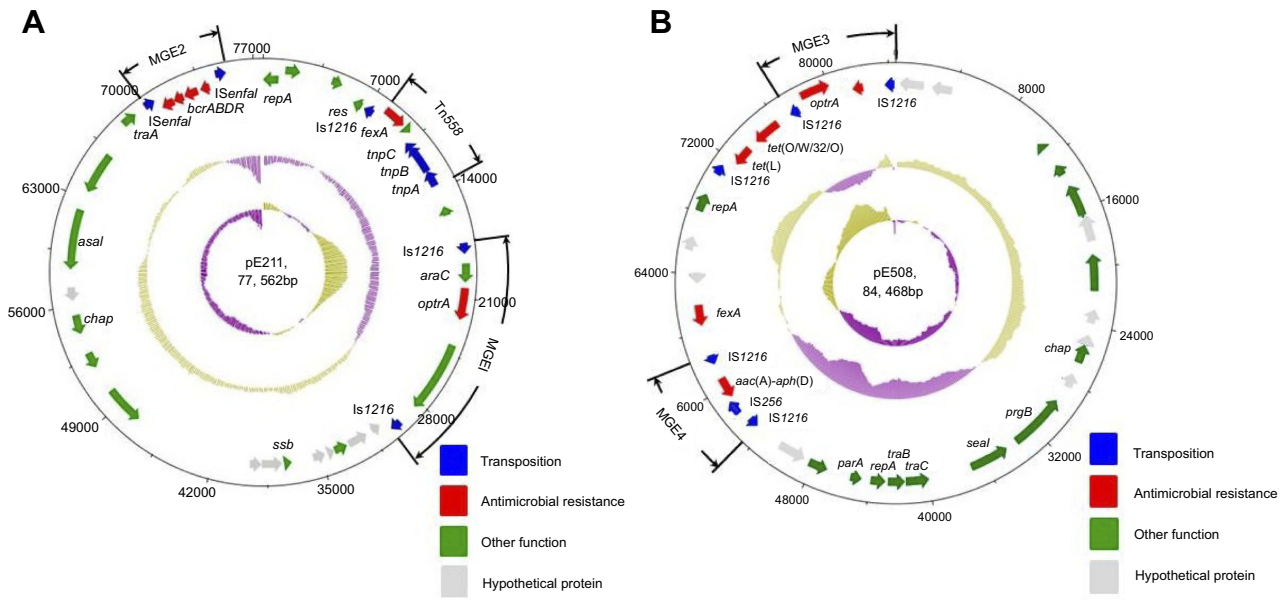 A
MGE2
77000
7000
Tn558
14000
70000
ISenfal
bcrABDR
ISenfal
traA
repA
res
Is1216
fexA
tnpC
tnpB
tnpA
63000
asaI
pE211,
77, 562bp
Is1216
araC
optrA
21000
MGEI
56000
chap
Is1216
28000
49000
ssb
42000
35000
Transposition
Antimicrobial resistance
Other function
Hypothetical protein
B
MGE3
80000
optrA
IS1216
8000
IS1216
72000
tet(O/W/32/O)
tet(L)
IS1216
repA
16000
64000
pE508,
84, 468bp
fexA
24000
chap
IS1216
aac(A)-aph(D)
6000
IS256
IS1216
MGE4
prgB
seaI
32000
parA
traB
repA
traC
48000
40000
Transposition
Antimicrobial resistance
Other function
Hypothetical protein